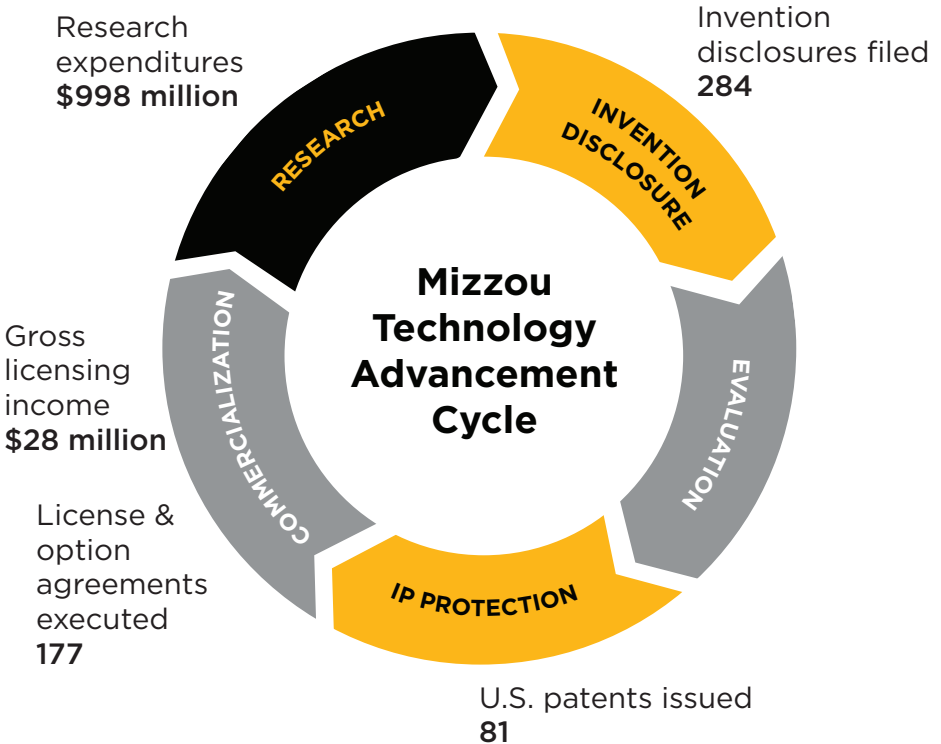 Research
expenditures
$998 million
Invention
disclosures filed
284
RESEARCH
INVENTION
DISCLOSURE
Mizzou
Technology
Advancement
Cycle
EVALUATION
COMMERCIALIZATION
Gross
licensing
income
$28 million
License &
option
agreements
executed
177
IP PROTECTION
U.S. patents issued
81